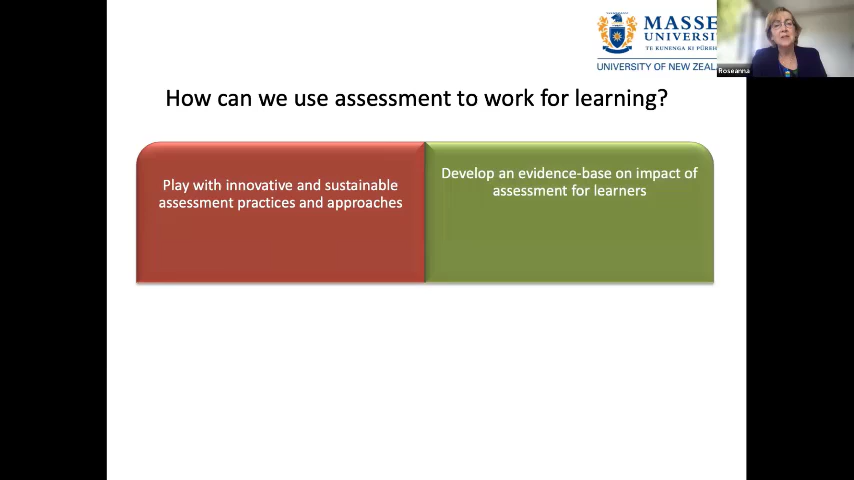 MASSE
UNIVERSI
TE KUNENGA KI PŪREH
UNIVERSITY OF NEW ZEAL
Roseanna
How can we use assessment to work for learning?
Play with innovative and sustainable
assessment practices and approaches
Develop an evidence-base on impact of
assessment for learners